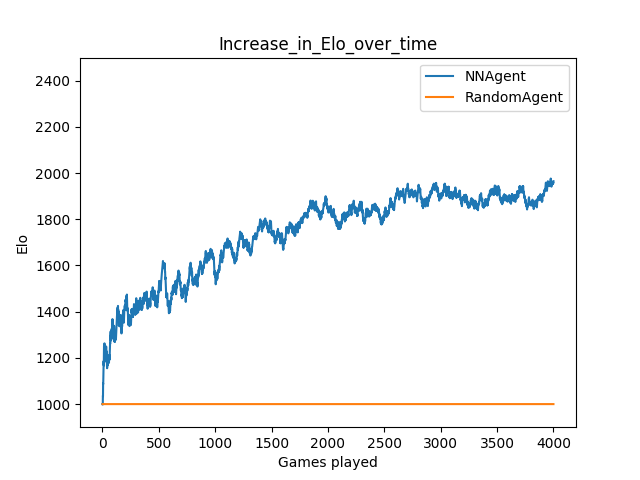 Increase_in_Elo_over_time
NNAgent
RandomAgent
2400
2200
2000
1800
1600
1400
1200
1000
Elo
0 500 1000 1500 2000 2500 3000 3500 4000
Games played